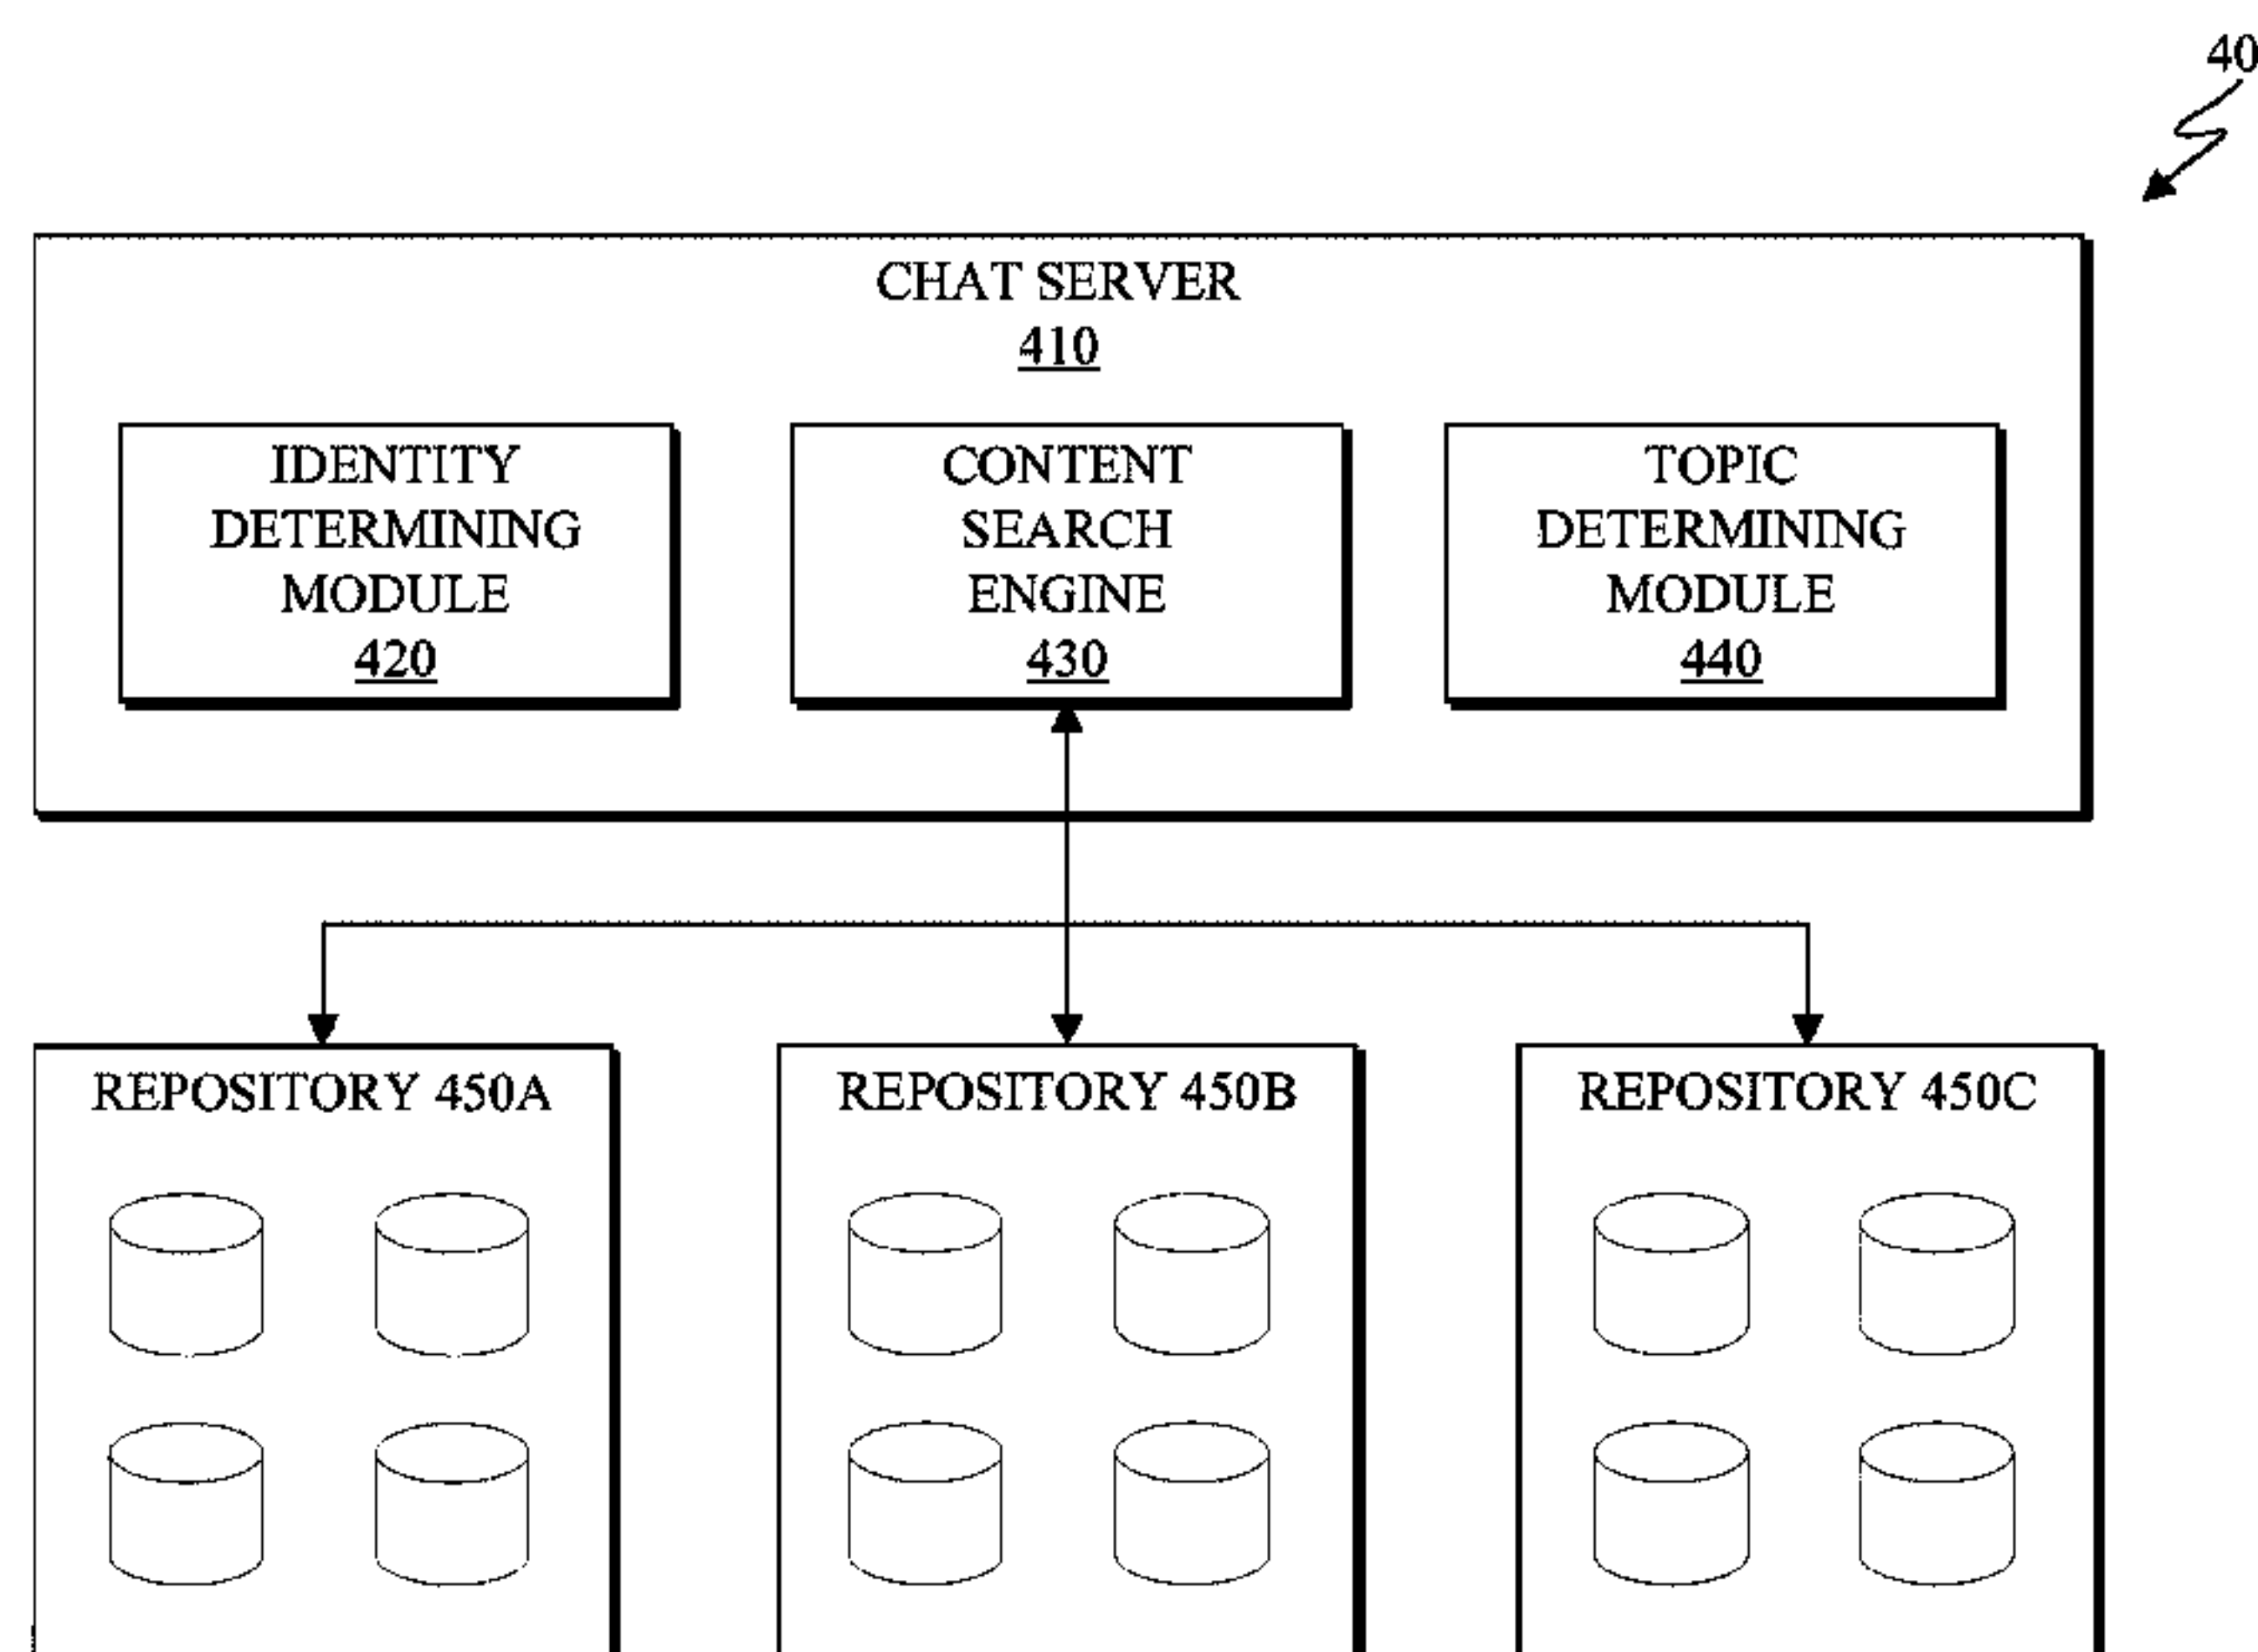 40
CHAT SERVER
410
IDENTITY
DETERMINING
MODULE
420
CONTENT
SEARCH
ENGINE
430
TOPIC
DETERMINING
MODULE
440
REPOSITORY 450A
REPOSITORY 450B
REPOSITORY 450C